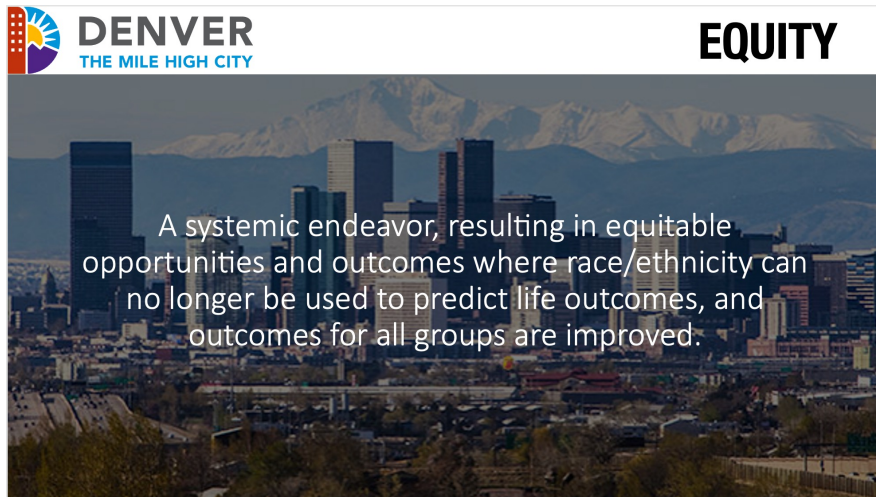 DENVER
THE MILE HIGH CITY
EQUITY
A systemic endeavor, resulting in equitable
opportunities and outcomes where race/ethnicity can
no longer be used to predict life outcomes, and
outcomes for all groups are improved.